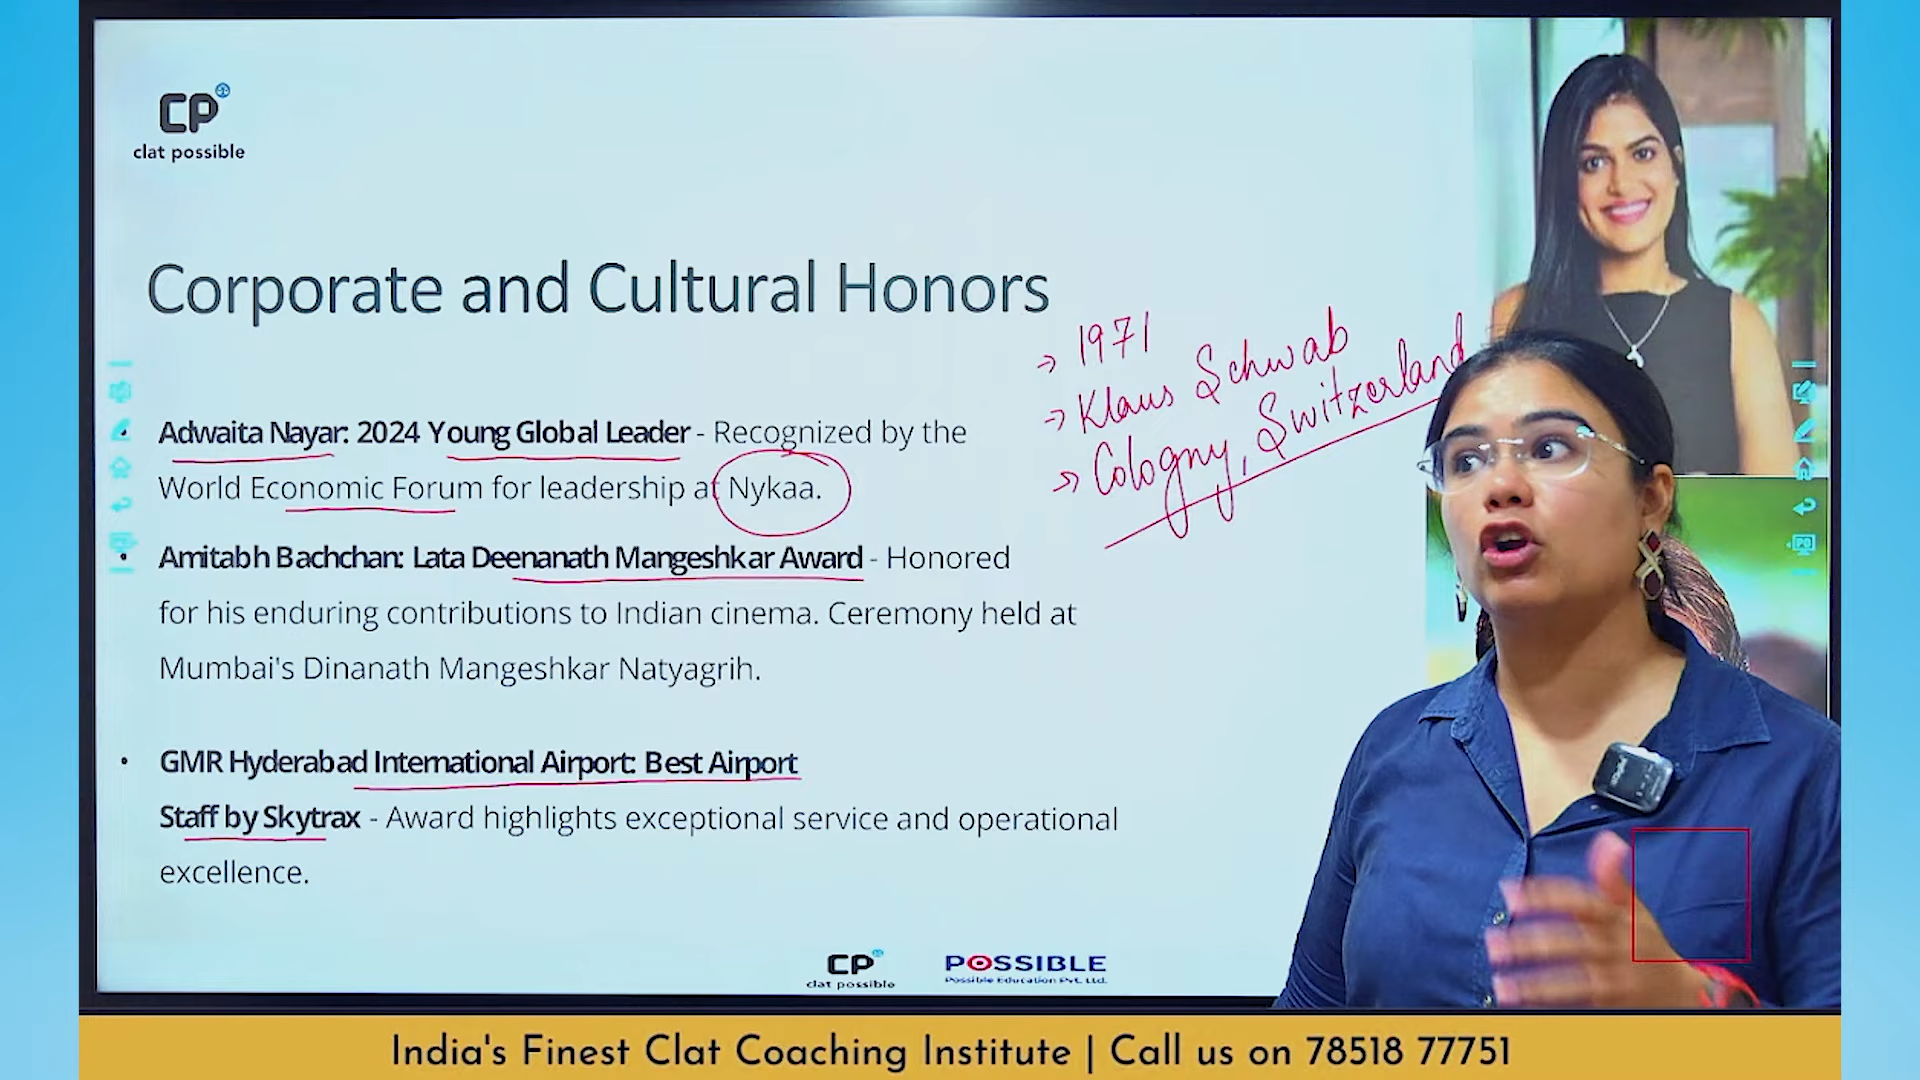 CP
clat possible
Corporate and Cultural Honors
→ 1971
→ Klaus Schwab
→ Cologny, Switzerland
• Adwaita Nayar: 2024 Young Global Leader - Recognized by the
World Economic Forum for leadership at Nykaa.
• Amitabh Bachchan: Lata Deenanath Mangeshkar Award - Honored
for his enduring contributions to Indian cinema. Ceremony held at
Mumbai's Dinanath Mangeshkar Natyagrih.
• GMR Hyderabad International Airport: Best Airport
Staff by Skytrax - Award highlights exceptional service and operational
excellence.
CP
clat possible
POSSIBLE
Possible Education Pvt. Ltd.
India's Finest Clat Coaching Institute | Call us on 78518 77751